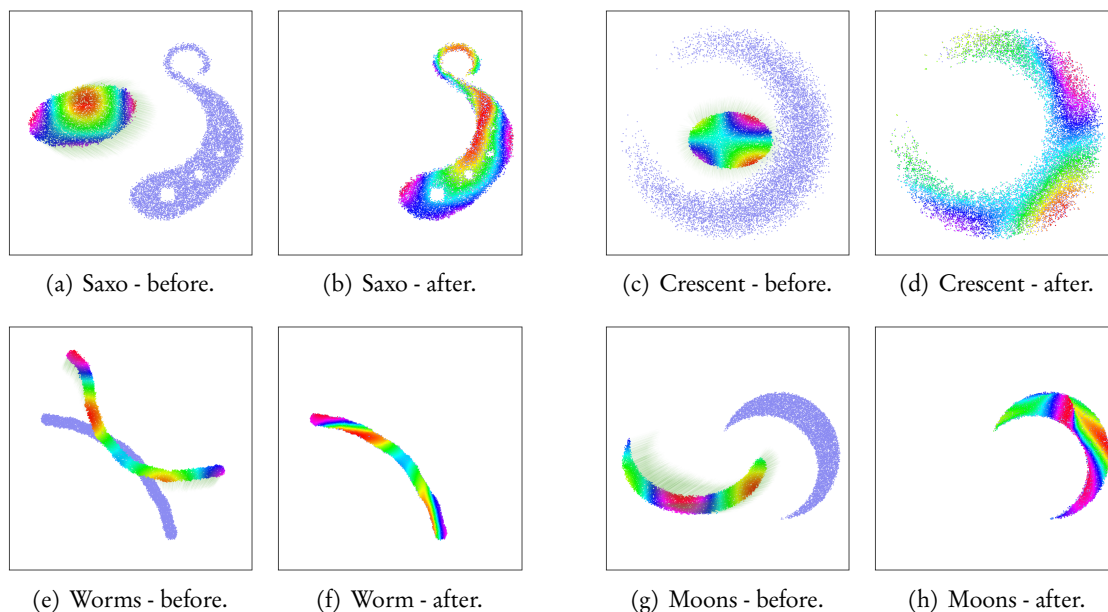 (a) Saxo - before.
(b) Saxo - after.
(c) Crescent - before.
(d) Crescent - after.
(e) Worms - before.
(f) Worm - after.
(g) Moons - before.
(h) Moons - after.